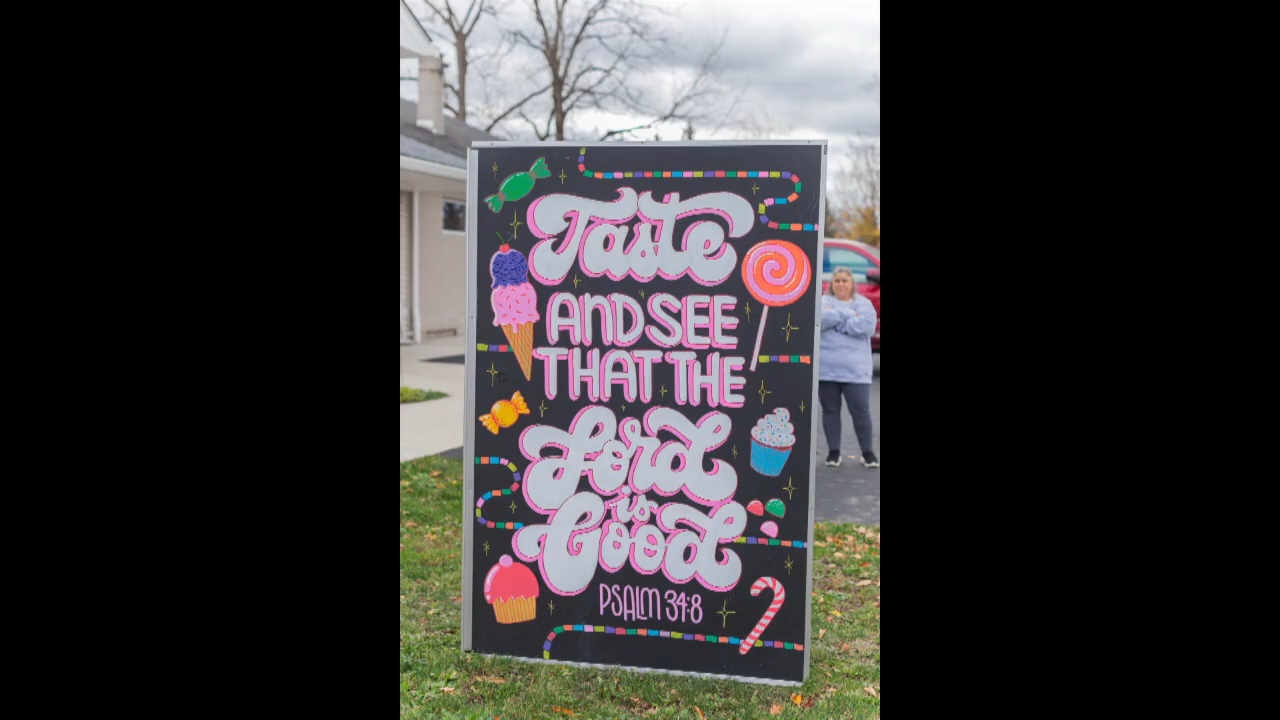 Taste
AND SEE
THAT THE
Lord
is
Good
PSALM 34:8